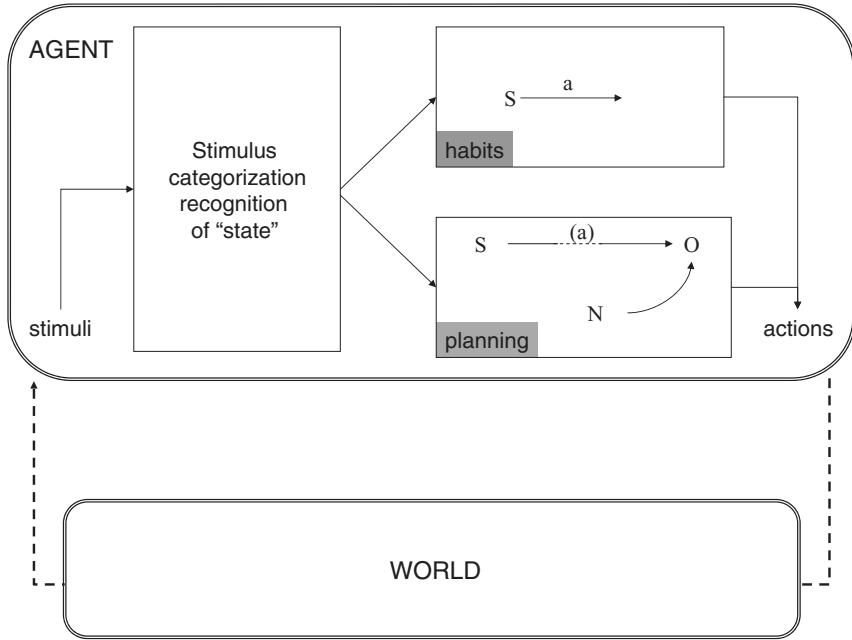 AGENT
Stimulus
categorization
recognition
of “state”
stimuli
S
a
habits
S
(a)
O
N
planning
actions
WORLD